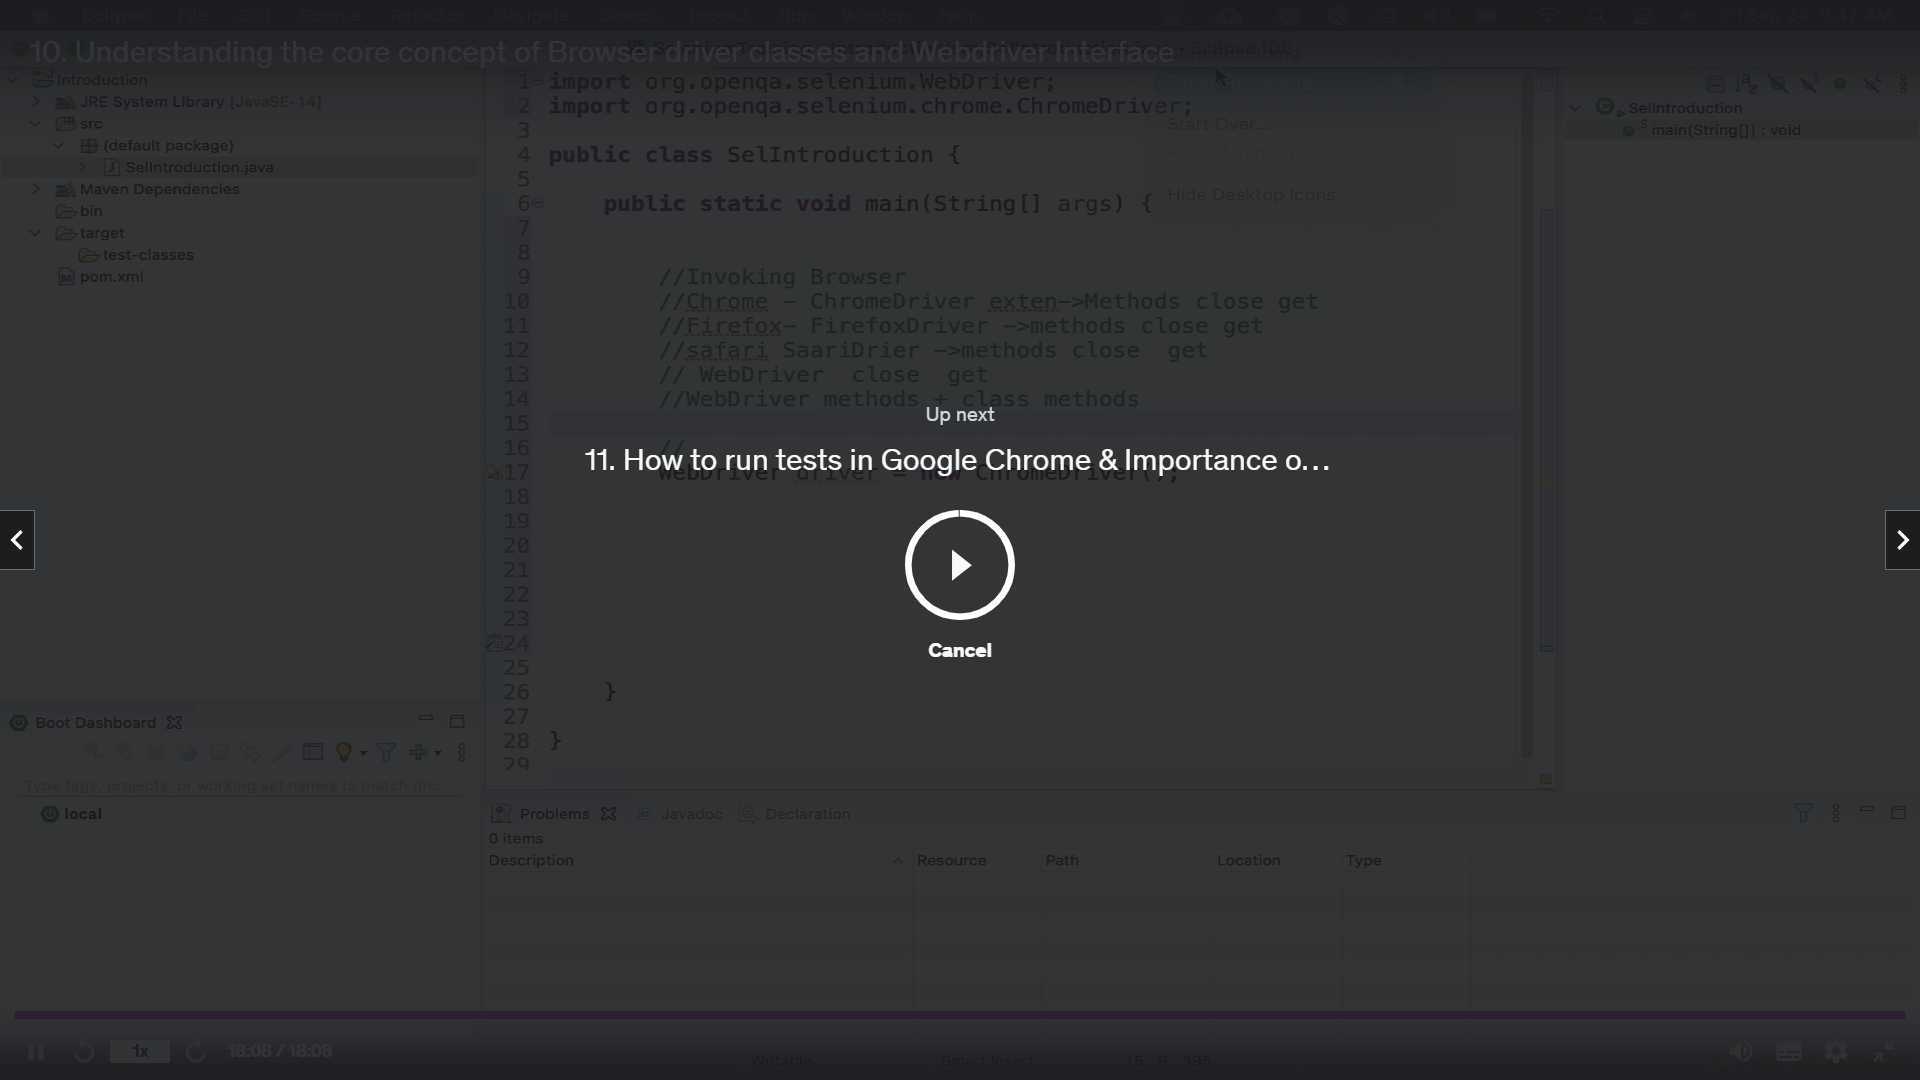 Eclipse File Edit Source Refactor Navigate Search Project Run Window Help
10. Understanding the core concept of Browser driver classes and Webdriver Interface
Eclipse IDE
Introduction
JRE System Library [JavaSE-14]
src
(default package)
SelIntroduction.java
Maven Dependencies
bin
target
test-classes
pom.xml
1 import org.openqa.selenium.WebDriver;
2 import org.openqa.selenium.chrome.ChromeDriver;
3
4 public class SelIntroduction {
5
6 public static void main(String[] args) {
7
8
9 //Invoking Browser
10 //Chrome - ChromeDriver exten->Methods close get
11 //Firefox- FirefoxDriver ->methods close get
12 //safari SaariDrier ->methods close  get
13 // WebDriver  close  get
14 //WebDriver methods + class methods
15
16 //
17 WebDriver driver = new ChromeDriver();
18
19
20
21
22
23
24
25
26 }
27
28 }
29
Pause Recording
Start Over...
Hide Desktop Icons
SelIntroduction
main(String[]) : void
Up next
11. How to run tests in Google Chrome & Importance o...
Cancel
Boot Dashboard
Type tags, projects, or working set names to match (inc
local
Problems Javadoc Declaration
0 items
Description Resource Path Location Type
1x 18:08 / 18:08
Writable Smart Insert 15 : 9 : 395